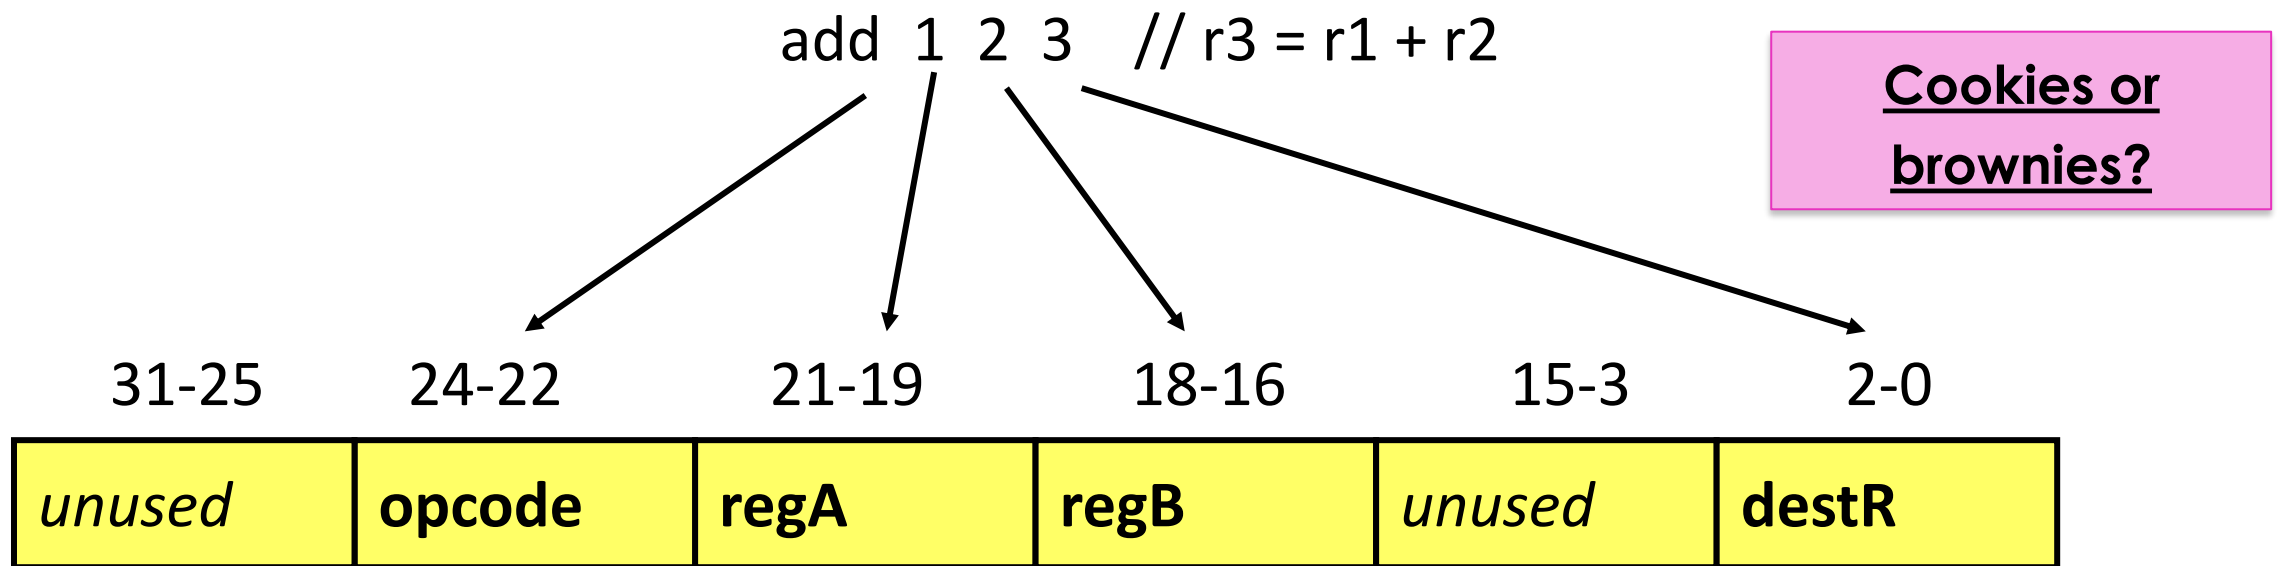 add 1 2 3 // r3 = r1 + r2
Cookies or
brownies?
31-25 24-22 21-19 18-16 15-3 2-0
unused opcode regA regB unused destR